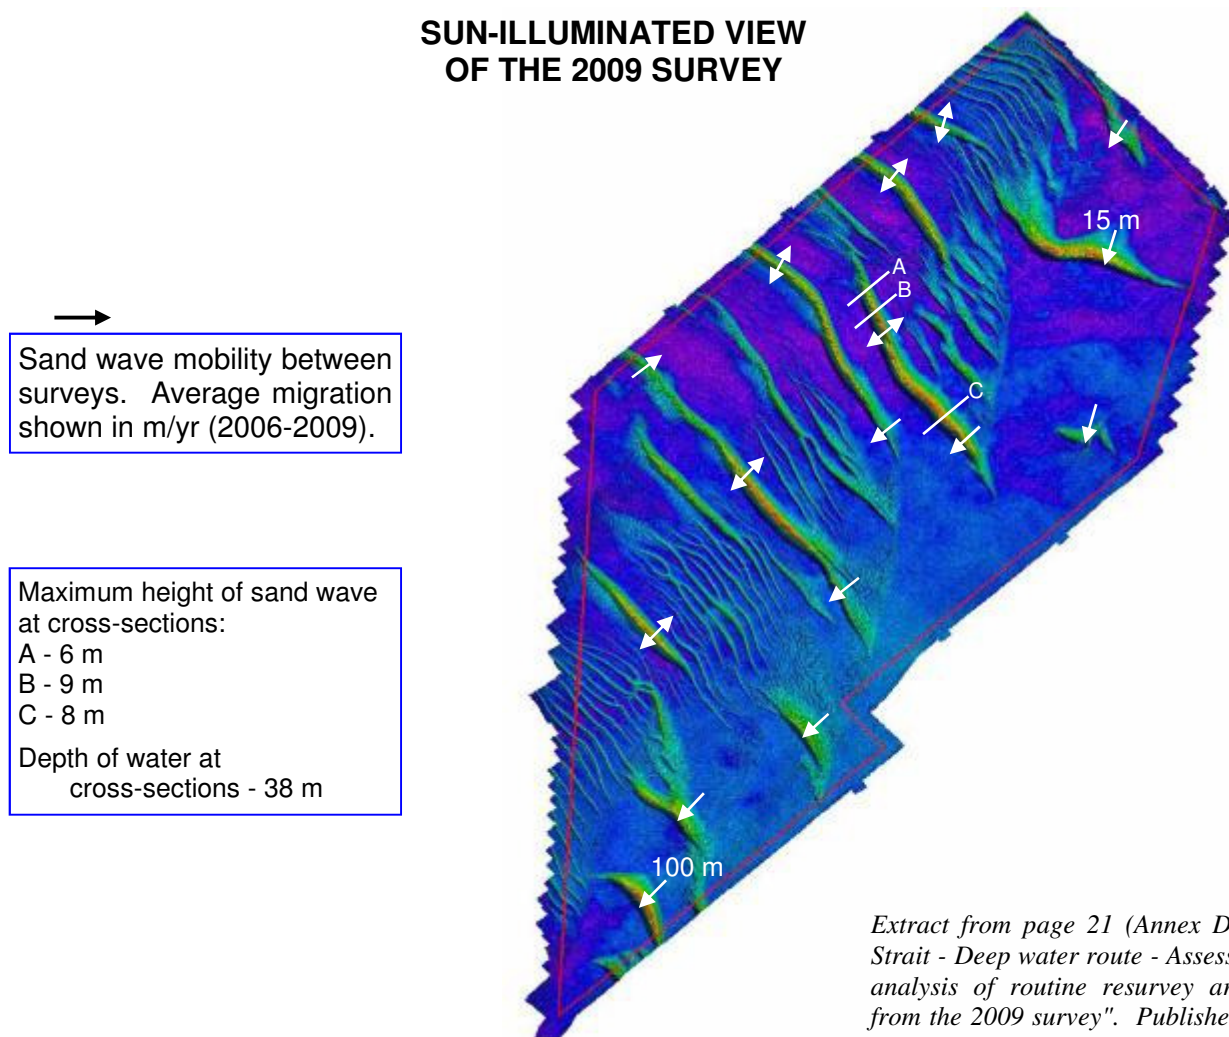 SUN-ILLUMINATED VIEW
OF THE 2009 SURVEY
15 m
A
B
Sand wave mobility between
surveys. Average migration
shown in m/yr (2006-2009).
C
Maximum height of sand wave
at cross-sections:
A - 6 m
B - 9 m
C - 8 m
Depth of water at
cross-sections - 38 m
100 m
Extract from page 21 (Annex D
Strait - Deep water route - Assess
analysis of routine resurvey ar
from the 2009 survey". Publishe